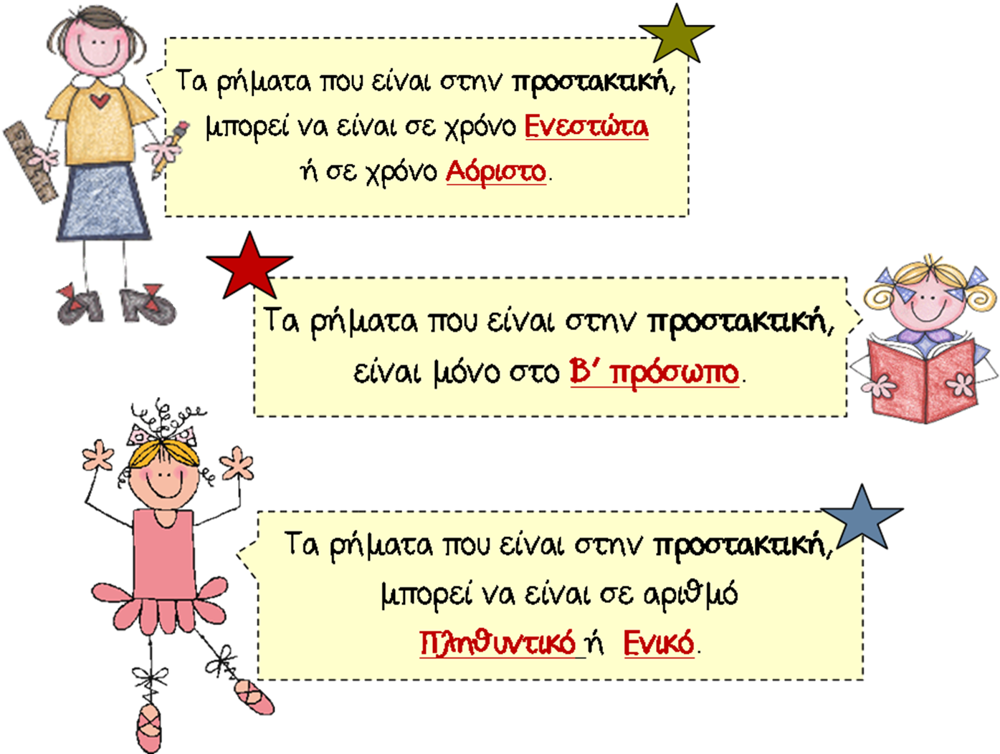 Τα ρήματα που είναι στην προστακτική,
μπορεί να είναι σε χρόνο Ενεστώτα
ή σε χρόνο Αόριστο.
Τα ρήματα που είναι στην προστακτική,
είναι μόνο στο Β’ πρόσωπο.
Τα ρήματα που είναι στην προστακτική,
μπορεί να είναι σε αριθμό
Πληθυντικό ή Ενικό.